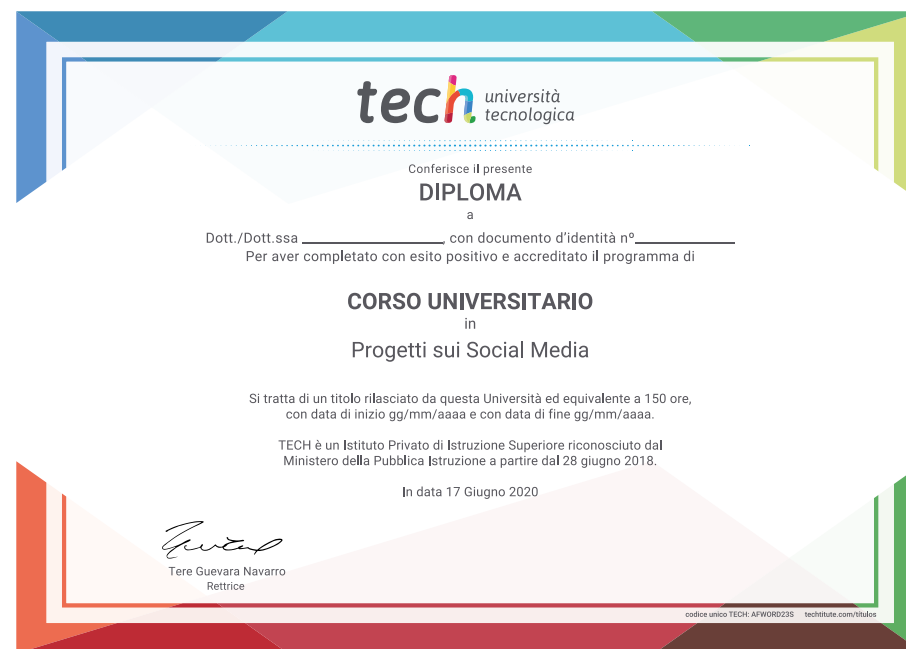 tech università
tecnologica
Conferisce il presente
DIPLOMA
a
Dott./Dott.ssa ____________________, con documento d'identità nº______________
Per aver completato con esito positivo e accreditato il programma di
CORSO UNIVERSITARIO
in
Progetti sui Social Media
Si tratta di un titolo rilasciato da questa Università ed equivalente a 150 ore,
con data di inizio gg/mm/aaaa e con data di fine gg/mm/aaaa.
TECH è un Istituto Privato di Istruzione Superiore riconosciuto dal
Ministero della Pubblica Istruzione a partire dal 28 giugno 2018.
In data 17 Giugno 2020
Tere Guevara Navarro
Rettrice
codice unico TECH: AFWORD23S techtitute.com/titulos